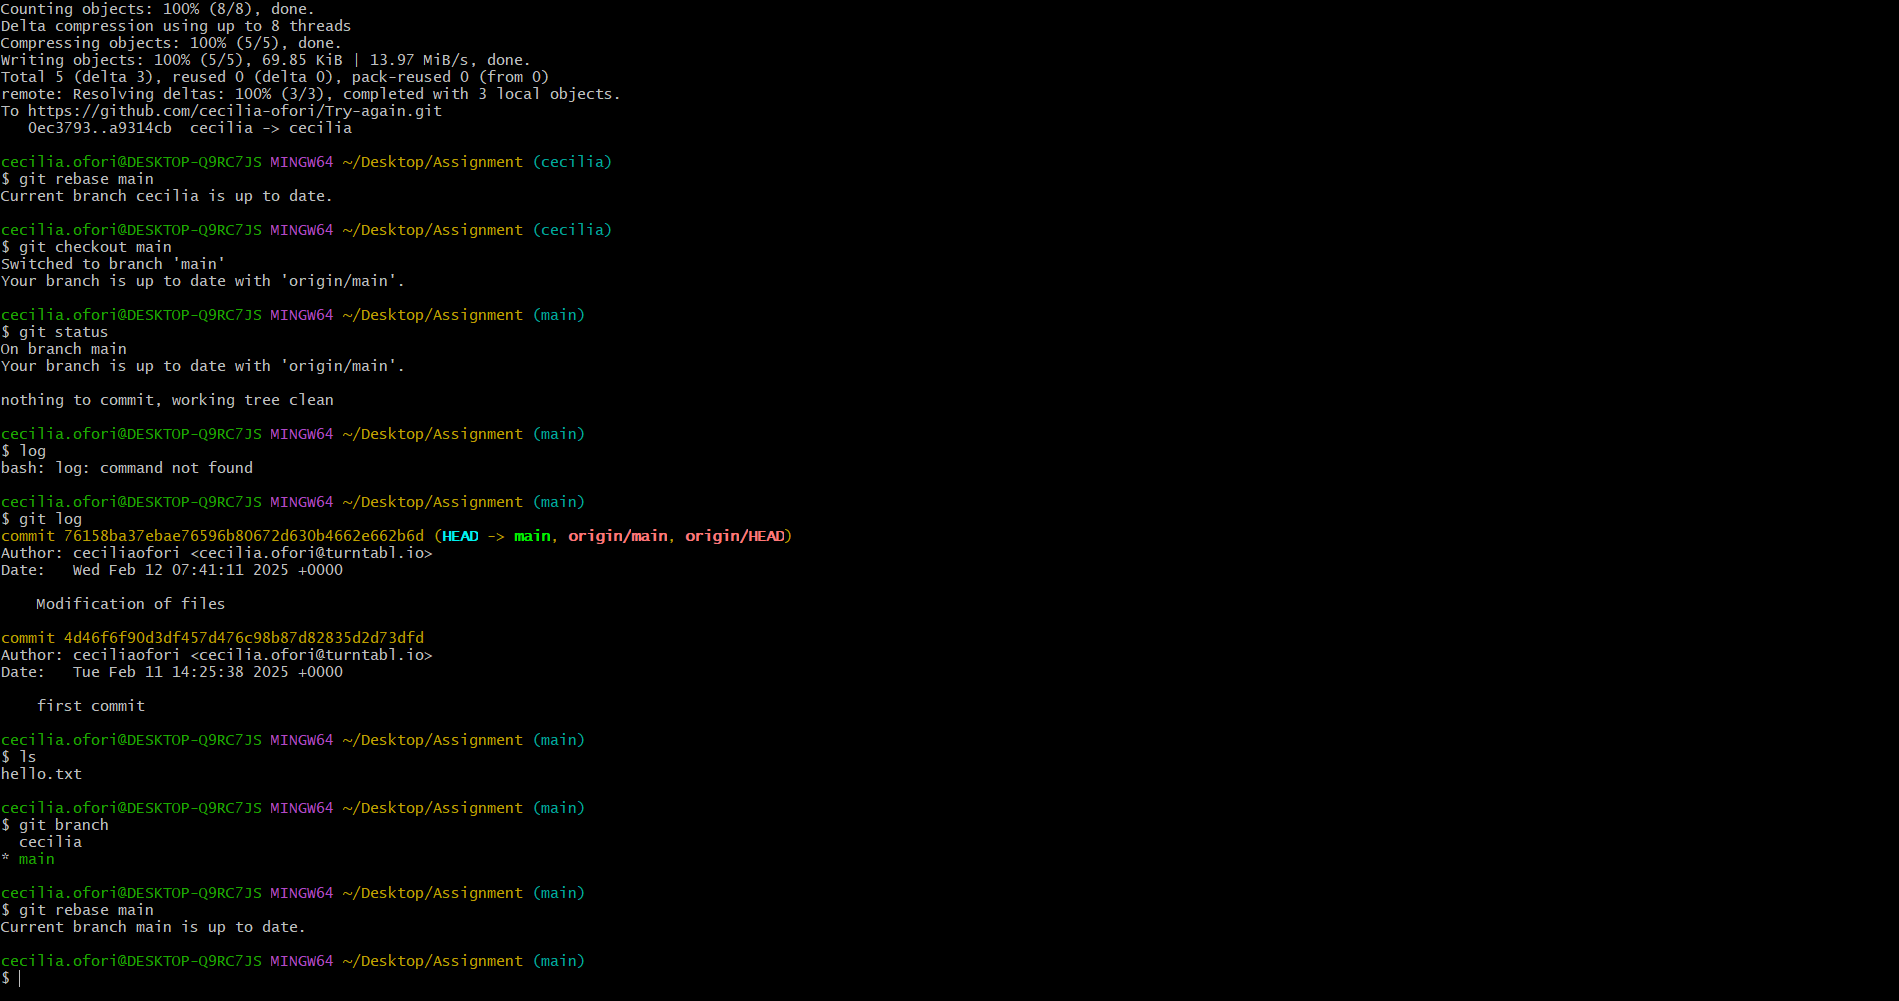 Counting objects: 100% (8/8), done.
Delta compression using up to 8 threads
Compressing objects: 100% (5/5), done.
Writing objects: 100% (5/5), 69.85 KiB | 13.97 MiB/s, done.
Total 5 (delta 3), reused 0 (delta 0), pack-reused 0 (from 0)
remote: Resolving deltas: 100% (3/3), completed with 3 local objects.
To https://github.com/cecilia-ofori/Try-again.git
   0ec3793..a9314cb  cecilia -> cecilia

cecilia.ofori@DESKTOP-Q9RC7JS MINGW64 ~/Desktop/Assignment (cecilia)
$ git rebase main
Current branch cecilia is up to date.

cecilia.ofori@DESKTOP-Q9RC7JS MINGW64 ~/Desktop/Assignment (cecilia)
$ git checkout main
Switched to branch 'main'
Your branch is up to date with 'origin/main'.

cecilia.ofori@DESKTOP-Q9RC7JS MINGW64 ~/Desktop/Assignment (main)
$ git status
On branch main
Your branch is up to date with 'origin/main'.

nothing to commit, working tree clean

cecilia.ofori@DESKTOP-Q9RC7JS MINGW64 ~/Desktop/Assignment (main)
$ log
bash: log: command not found

cecilia.ofori@DESKTOP-Q9RC7JS MINGW64 ~/Desktop/Assignment (main)
$ git log
commit 76158ba37ebae76596b80672d630b4662e662b6d (HEAD -> main, origin/main, origin/HEAD)
Author: ceciliaofori <cecilia.ofori@turntabl.io>
Date:   Wed Feb 12 07:41:11 2025 +0000

    Modification of files

commit 4d46f6f90d3df457d476c98b87d82835d2d73dfd
Author: ceciliaofori <cecilia.ofori@turntabl.io>
Date:   Tue Feb 11 14:25:38 2025 +0000

    first commit

cecilia.ofori@DESKTOP-Q9RC7JS MINGW64 ~/Desktop/Assignment (main)
$ ls
hello.txt

cecilia.ofori@DESKTOP-Q9RC7JS MINGW64 ~/Desktop/Assignment (main)
$ git branch
  cecilia
* main

cecilia.ofori@DESKTOP-Q9RC7JS MINGW64 ~/Desktop/Assignment (main)
$ git rebase main
Current branch main is up to date.

cecilia.ofori@DESKTOP-Q9RC7JS MINGW64 ~/Desktop/Assignment (main)
$